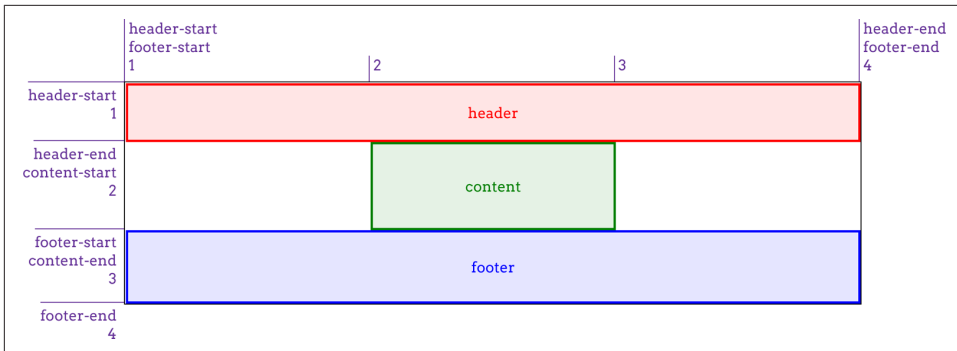 header-start
footer-start
1
2
3
header-end
footer-end
4
header-start
1
header
header-end
content-start
2
content
footer-start
content-end
3
footer
footer-end
4